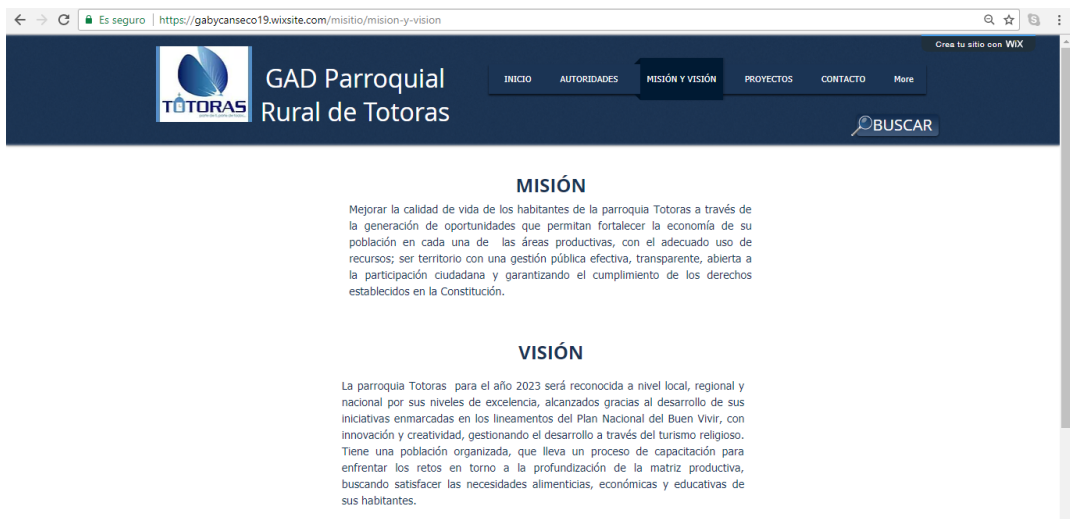 Es seguro | https://gabycanseco19.wixsite.com/misitio/mision-y-vision
Crea tu sitio con WiX
TOTORAS
GAD Parroquial
Rural de Totoras
INICIO AUTORIDADES MISIÓN Y VISIÓN PROYECTOS CONTACTO More
BUSCAR
MISIÓN
Mejorar la calidad de vida de los habitantes de la parroquia Totoras a través de
la generación de oportunidades que permitan fortalecer la economía de su
población en cada una de las áreas productivas, con el adecuado uso de
recursos; ser territorio con una gestión pública efectiva, transparente, abierta a
la participación ciudadana y garantizando el cumplimiento de los derechos
establecidos en la Constitución.
VISIÓN
La parroquia Totoras para el año 2023 será reconocida a nivel local, regional y
nacional por sus niveles de excelencia, alcanzados gracias al desarrollo de sus
iniciativas enmarcadas en los lineamentos del Plan Nacional del Buen Vivir, con
innovación y creatividad, gestionando el desarrollo a través del turismo religioso.
Tiene una población organizada, que lleva un proceso de capacitación para
enfrentar los retos en torno a la profundización de la matriz productiva,
buscando satisfacer las necesidades alimenticias, económicas y educativas de
sus habitantes.